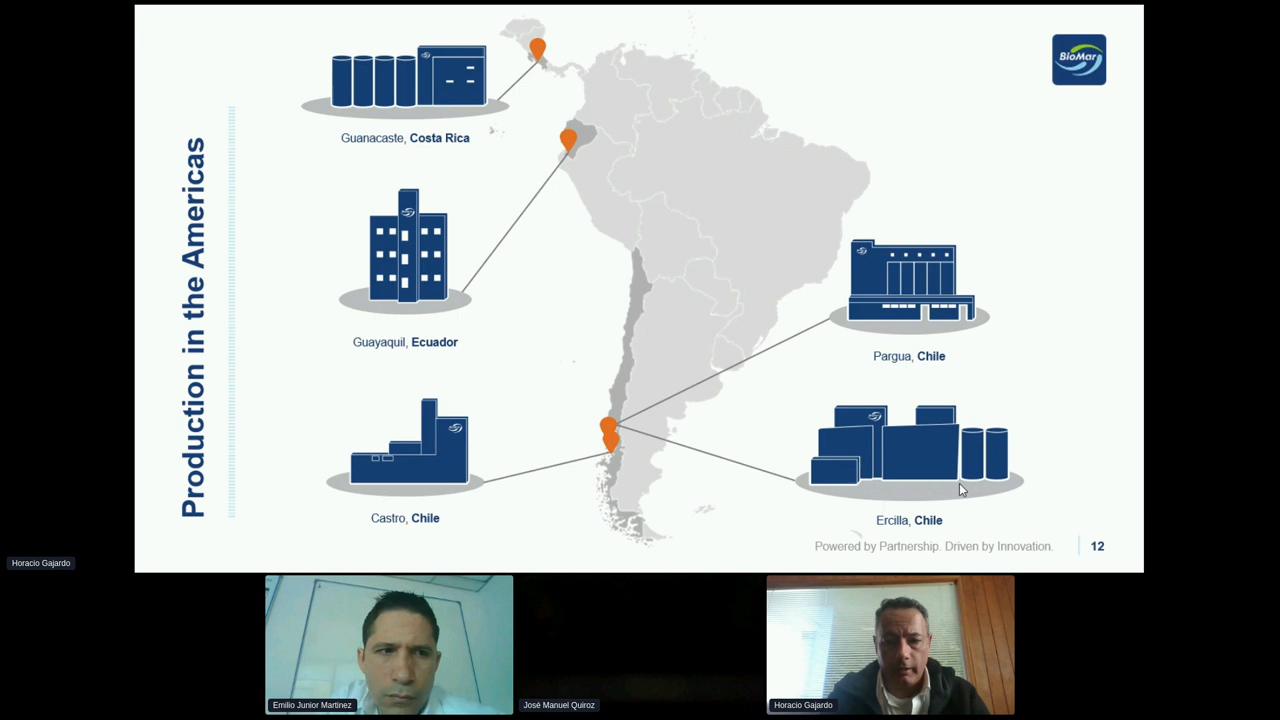 Production in the Americas
BioMar
Guanacaste, Costa Rica
Guayaquil, Ecuador
Pargua, Chile
Castro, Chile
Ercilla, Chile
Powered by Partnership. Driven by Innovation.
12
Horacio Gajardo
Emilio Junior Martinez
José Manuel Quiroz
Horacio Gajardo